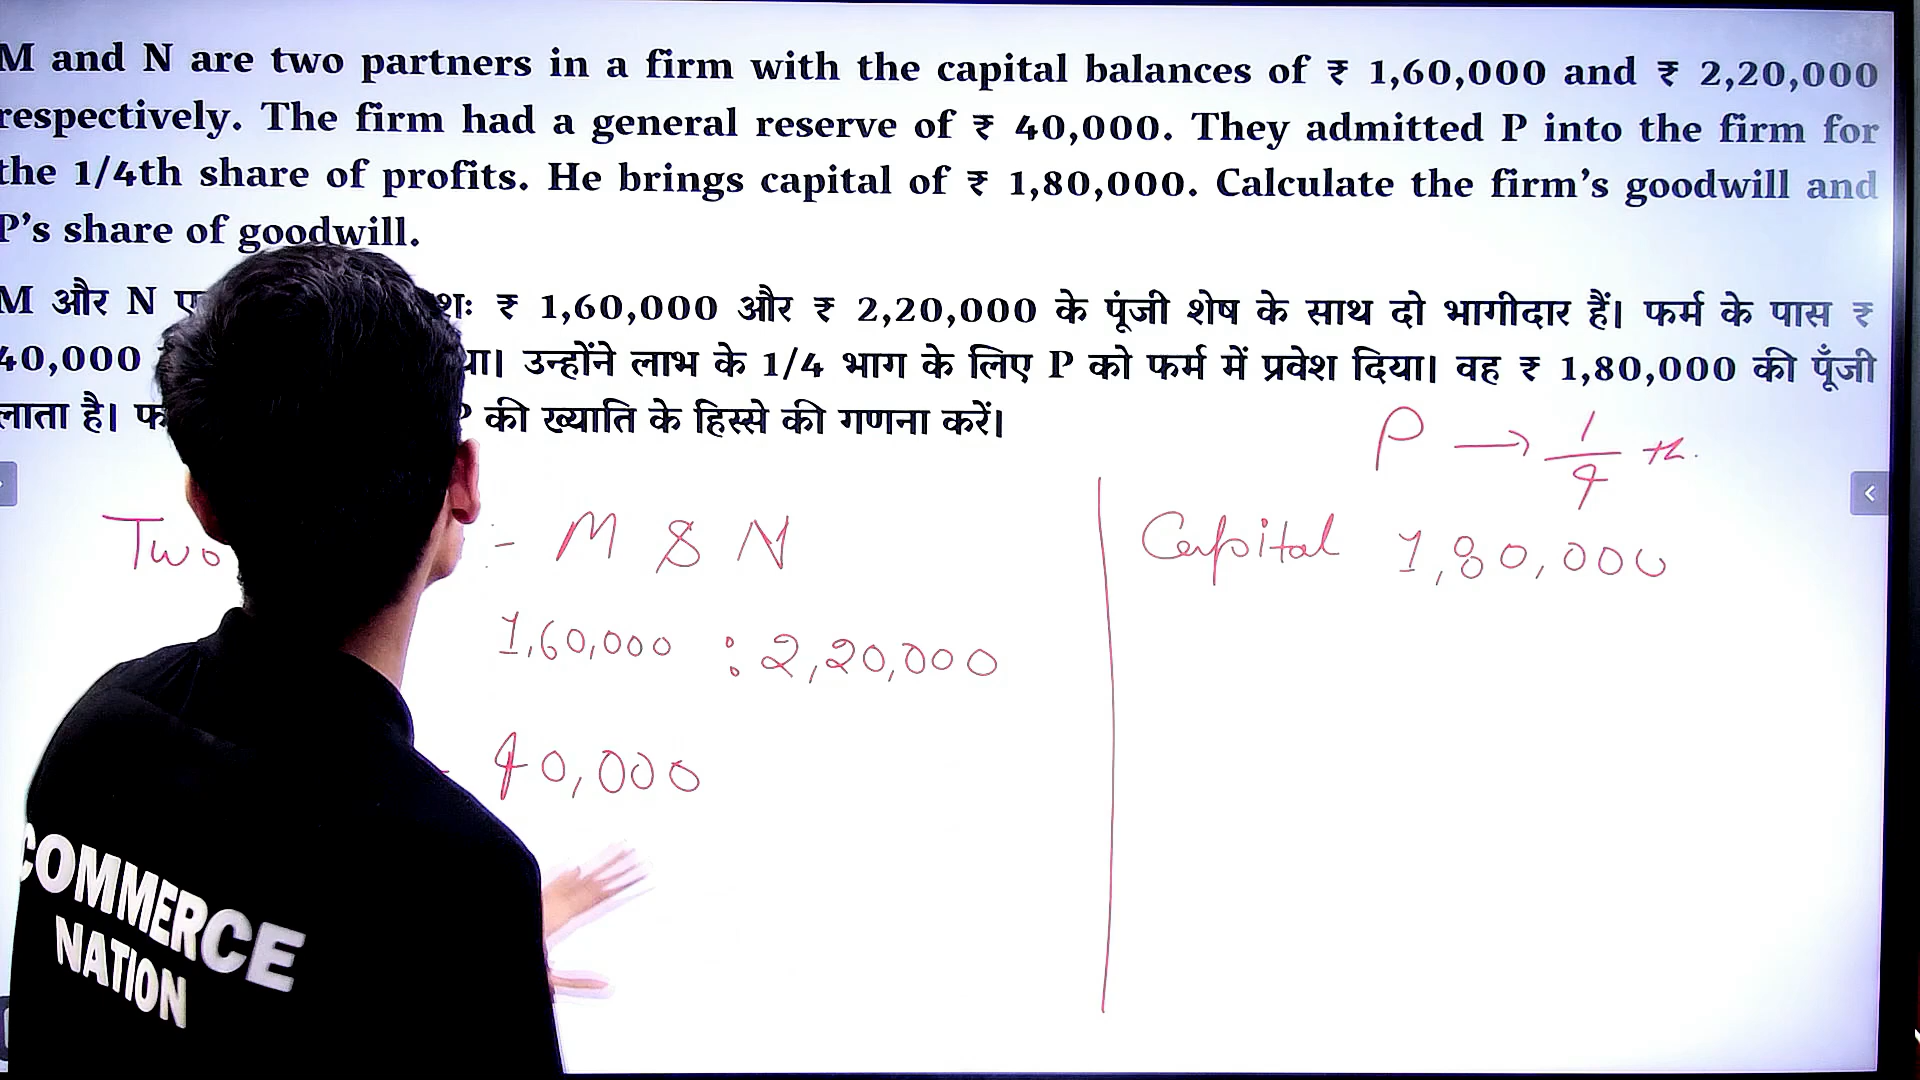 M and N are two partners in a firm with the capital balances of ₹ 1,60,000 and ₹ 2,20,000
respectively. The firm had a general reserve of ₹ 40,000. They admitted P into the firm for
the 1/4th share of profits. He brings capital of ₹ 1,80,000. Calculate the firm's goodwill and
P's share of goodwill.
M और N शः ₹ 1,60,000 और ₹ 2,20,000 के पूंजी शेष के साथ दो भागीदार हैं। फर्म के पास ₹
40,000 था। उन्होंने लाभ के 1/4 भाग के लिए P को फर्म में प्रवेश दिया। वह ₹ 1,80,000 की पूँजी
लाता है। की ख्याति के हिस्से की गणना करें।
P → 1/4 th.
Two - M & N
Capital 1,80,000
1,60,000 : 2,20,000
40,000
COMMERCE
NATION